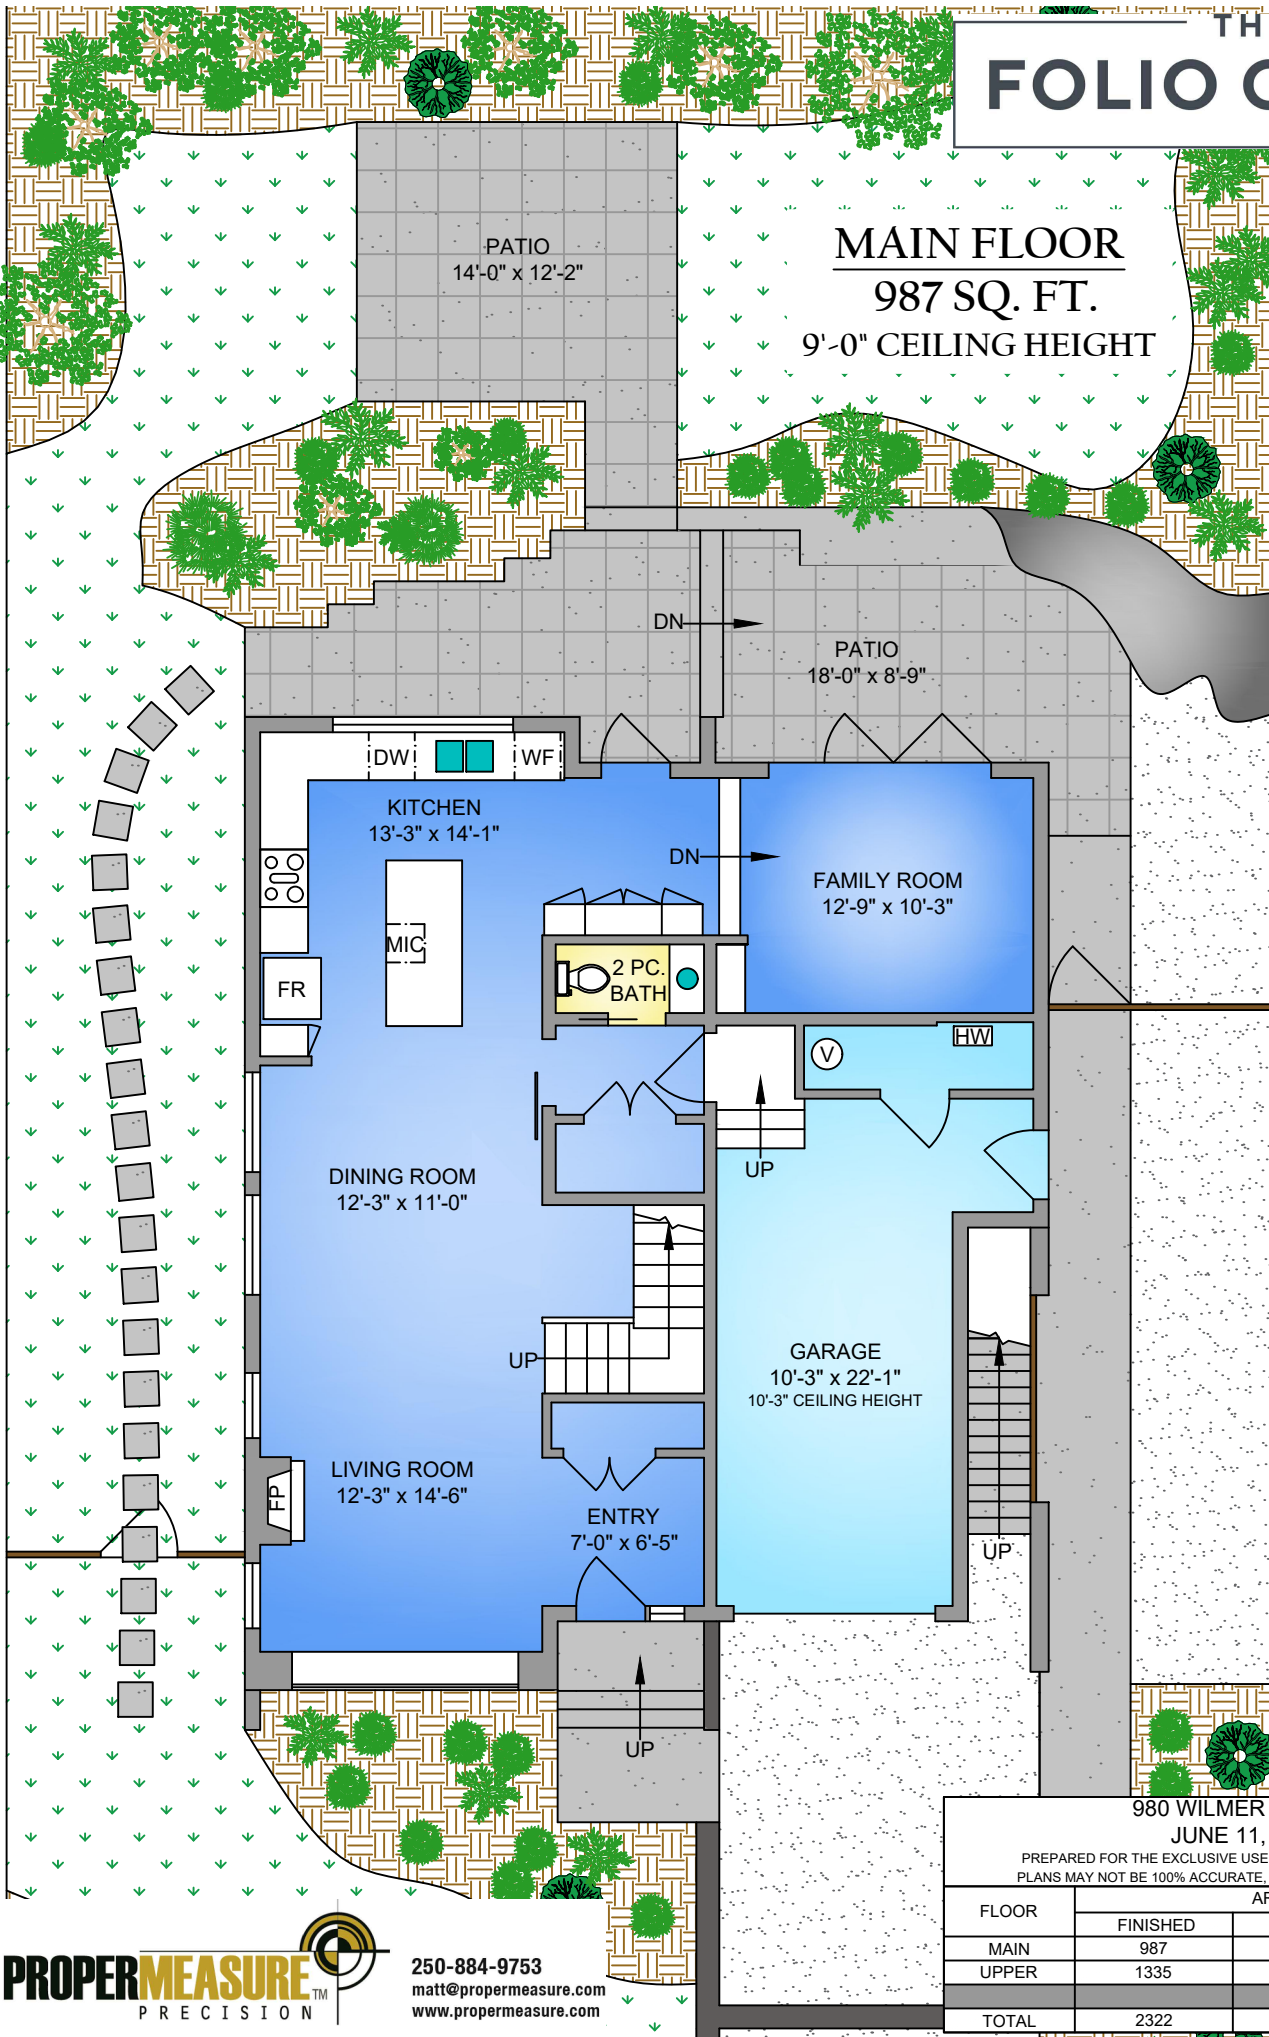 TH
FOLIO C
PATIO
14'-0" x 12'-2"
MAIN FLOOR
987 SQ. FT.
9'-0" CEILING HEIGHT
DN
PATIO
18'-0" x 8'-9"
DW
WF
KITCHEN
13'-3" x 14'-1"
DN
FAMILY ROOM
12'-9" x 10'-3"
MIC
2 PC.
BATH
FR
V
HW
UP
DINING ROOM
12'-3" x 11'-0"
UP
GARAGE
10'-3" x 22'-1"
10'-3" CEILING HEIGHT
LIVING ROOM
12'-3" x 14'-6"
FP
ENTRY
7'-0" x 6'-5"
UP
UP
980 WILMER
JUNE 11,
PREPARED FOR THE EXCLUSIVE USE
PLANS MAY NOT BE 100% ACCURATE,
FLOOR
FINISHED
MAIN 987
UPPER 1335
TOTAL 2322
PROPERMEASURE™
PRECISION
250-884-9753
matt@propermeasure.com
www.propermeasure.com